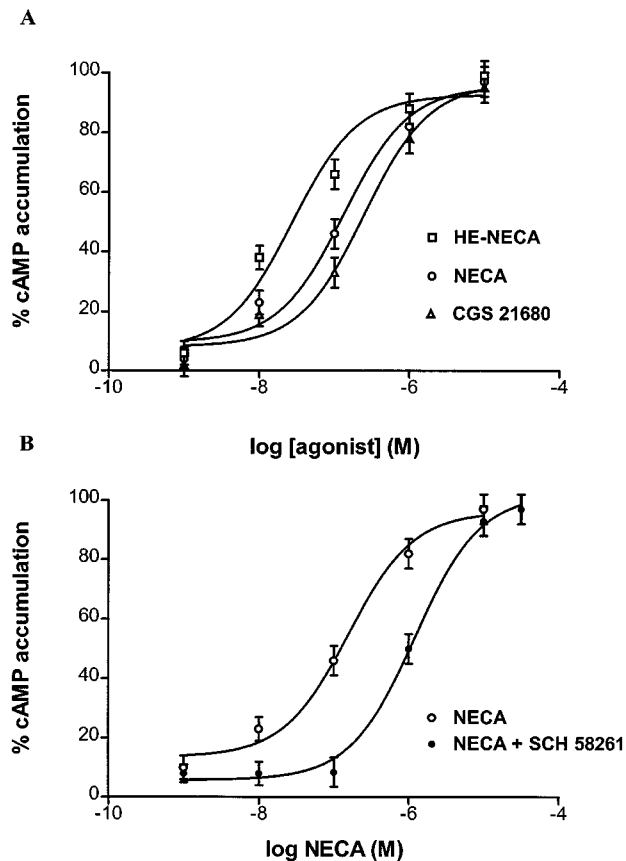 A
100
80
60
40
20
0
% cAMP accumulation
HE-NECA
NECA
CGS 21680
-10
-8
-6
-4
log [agonist] (M)
B
100
80
60
40
20
0
% cAMP accumulation
NECA
NECA + SCH 58261
-10
-8
-6
-4
log NECA (M)